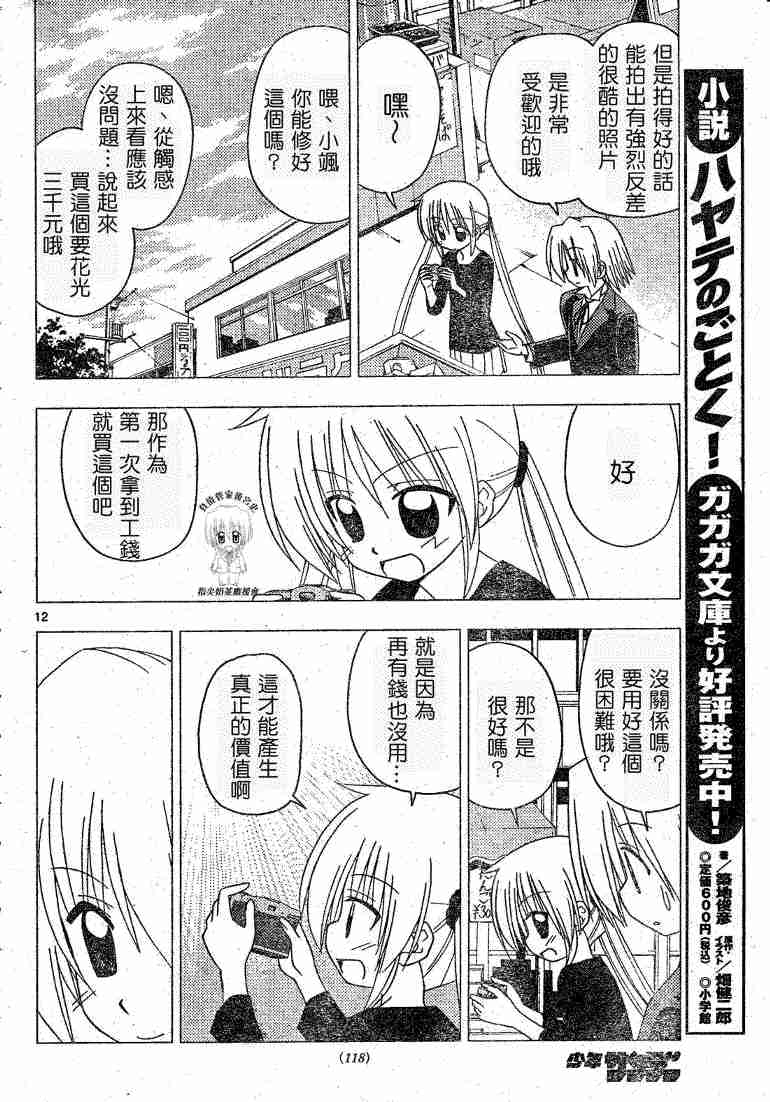 但是拍得好的話
能拍出有強烈反差
的很酷的照片
是非常
受歡迎的哦
嘿～
喂、小颯
你能修好
這個嗎？
嗯、從觸感
上來看應該
沒問題…說起來
買這個要花光
三千元哦
好
那作為
第一次拿到工錢
就買這個吧
12
沒關係嗎？
要用好這個
很困難哦？
那不是
很好嗎？
就是因為
再有錢也沒用…
這才能產生
真正的價值啊
(118)
少年サンデー
小説 ハヤテのごとく！ ガガガ文庫より好評発売中！
著／築地俊彦 原作・イラスト／畑健二郎
◎定価600円(税込) ◎小学館